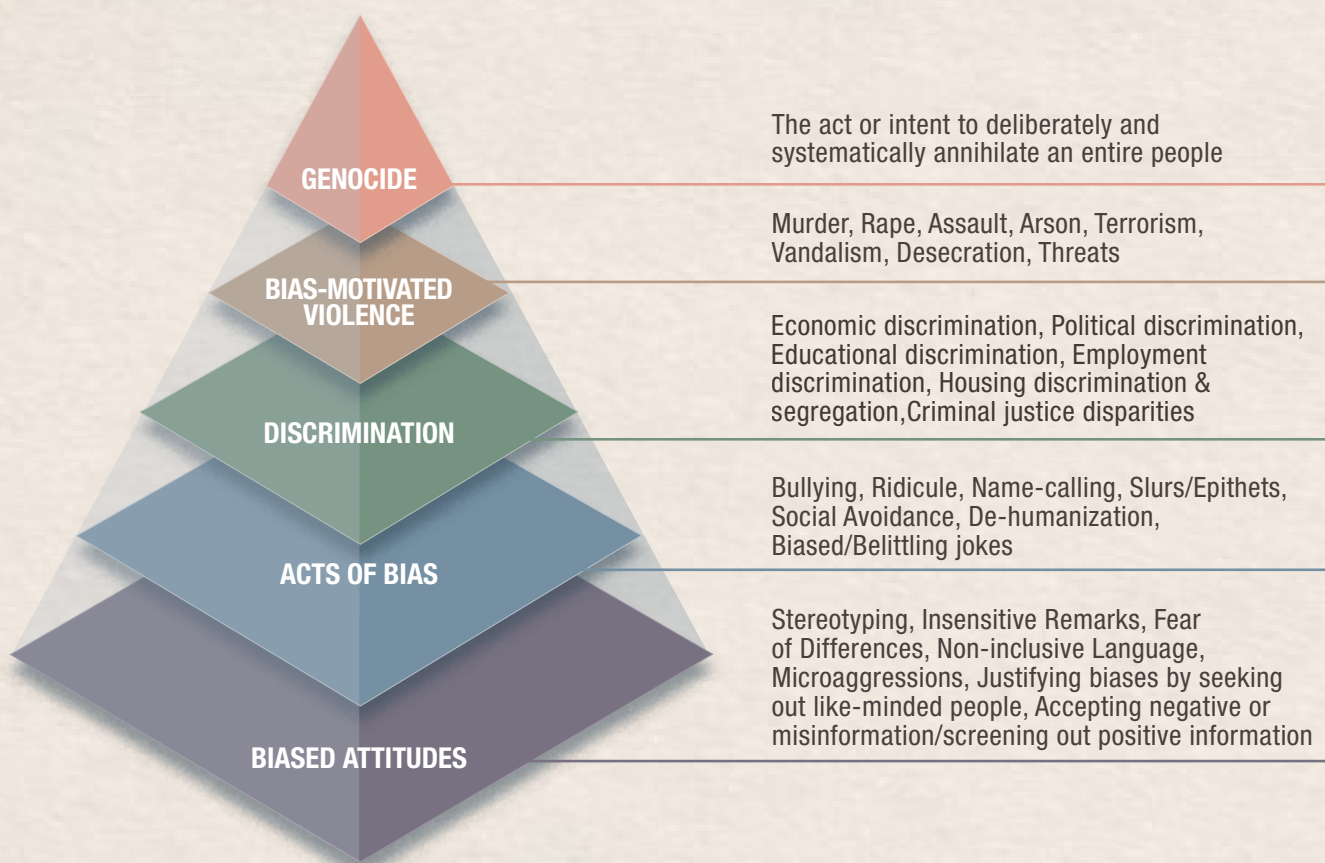 GENOCIDE
The act or intent to deliberately and
systematically annihilate an entire people
BIAS-MOTIVATED
VIOLENCE
Murder, Rape, Assault, Arson, Terrorism,
Vandalism, Desecration, Threats
DISCRIMINATION
Economic discrimination, Political discrimination,
Educational discrimination, Employment
discrimination, Housing discrimination &
segregation,Criminal justice disparities
ACTS OF BIAS
Bullying, Ridicule, Name-calling, Slurs/Epithets,
Social Avoidance, De-humanization,
Biased/Belittling jokes
BIASED ATTITUDES
Stereotyping, Insensitive Remarks, Fear
of Differences, Non-inclusive Language,
Microaggressions, Justifying biases by seeking
out like-minded people, Accepting negative or
misinformation/screening out positive information